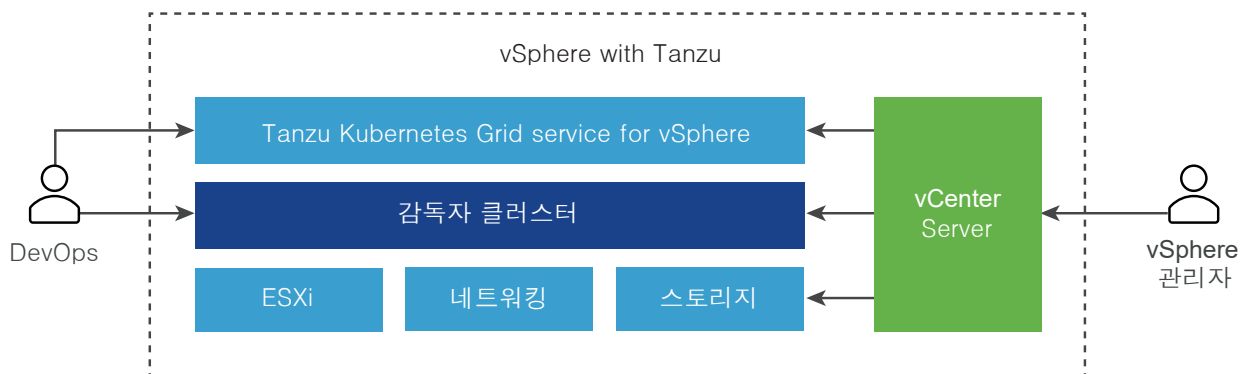 vSphere with Tanzu
Tanzu Kubernetes Grid service for vSphere
감독자 클러스터
ESXi
네트워킹
스토리지
vCenter
Server
DevOps
vSphere
관리자